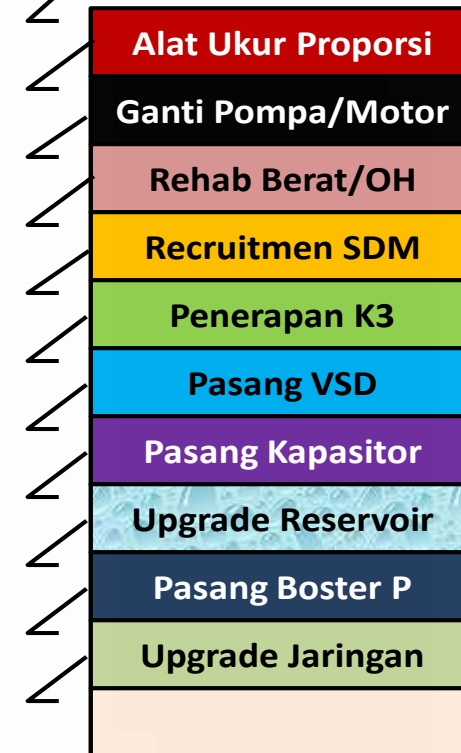 Alat Ukur Proporsi
Ganti Pompa/Motor
Rehab Berat/OH
Recruitmen SDM
Penerapan K3
Pasang VSD
Pasang Kapasitor
Upgrade Reservoir
Pasang Boster P
Upgrade Jaringan